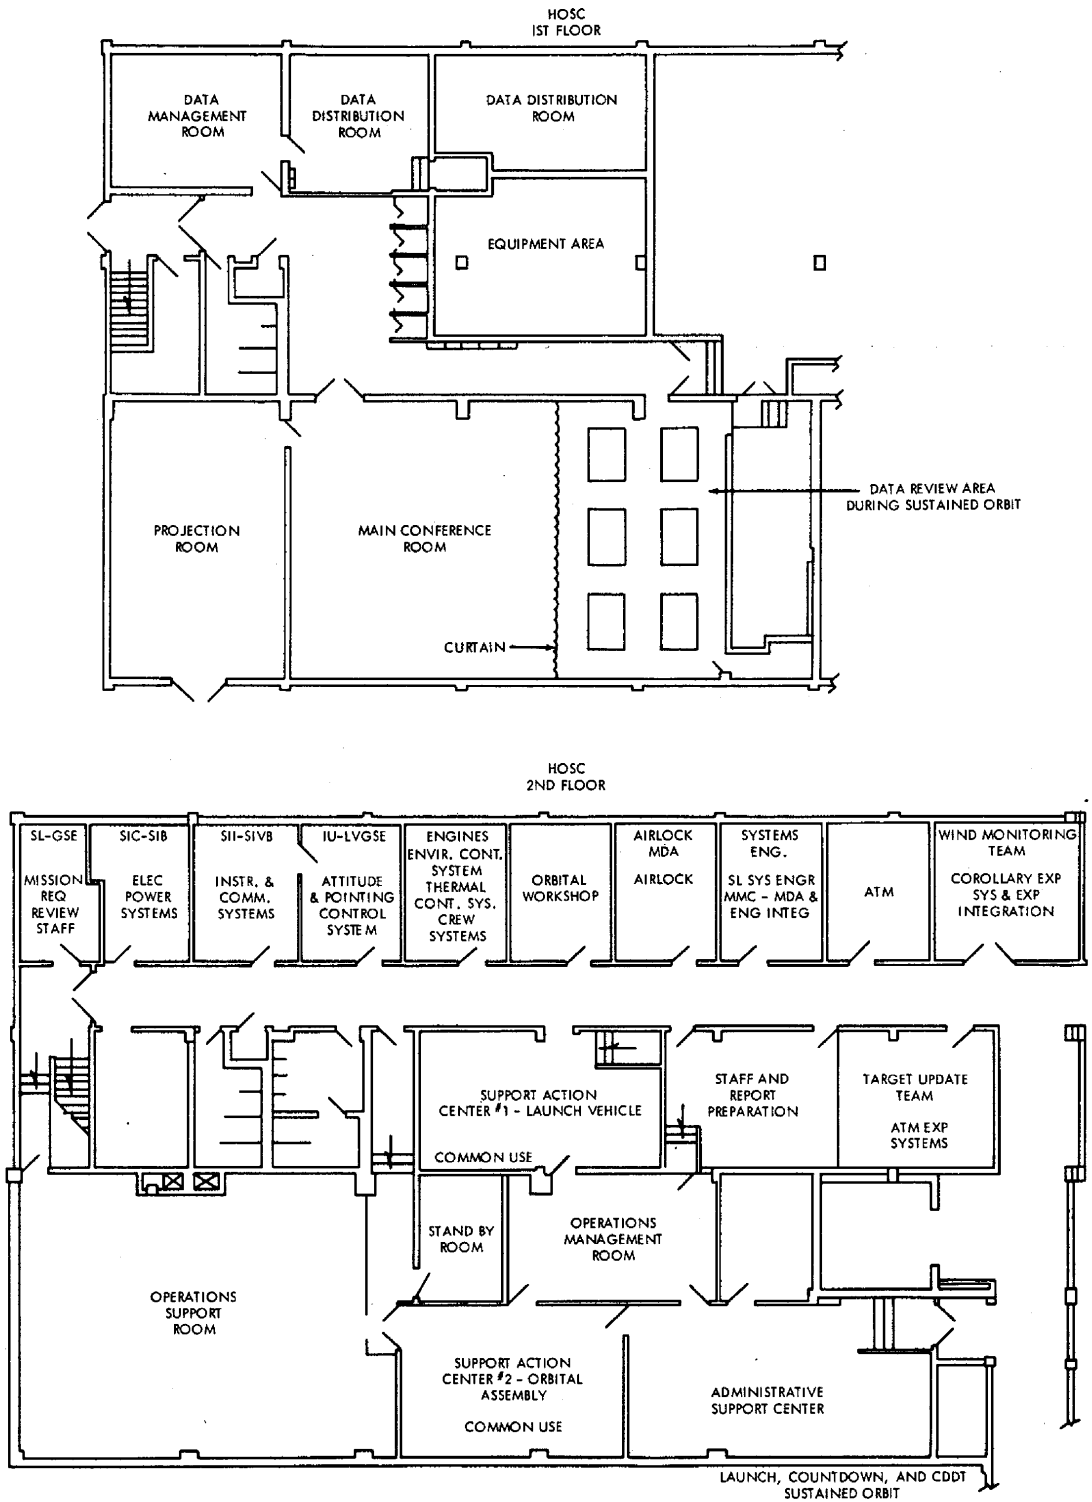 HOSC
1ST FLOOR
DATA
MANAGEMENT
ROOM
DATA
DISTRIBUTION
ROOM
DATA DISTRIBUTION
ROOM
EQUIPMENT AREA
PROJECTION
ROOM
MAIN CONFERENCE
ROOM
DATA REVIEW AREA
DURING SUSTAINED ORBIT
CURTAIN
HOSC
2ND FLOOR
SL-GSE
MISSION
REQ
REVIEW
STAFF
SIC-SIB
ELEC
POWER
SYSTEMS
SII-SIVB
INSTR. &
COMM.
SYSTEMS
IU-LVGSE
ATTITUDE
& POINTING
CONTROL
SYSTEM
ENGINES
ENVIR. CONT.
SYSTEM
THERMAL
CONT. SYS.
CREW
SYSTEMS
ORBITAL
WORKSHOP
AIRLOCK
MDA
AIRLOCK
SYSTEMS
ENG.
SL SYS ENGR
MMC - MDA &
ENG INTEG
ATM
WIND MONITORING
TEAM
COROLLARY EXP
SYS & EXP
INTEGRATION
SUPPORT ACTION
CENTER #1 - LAUNCH VEHICLE
COMMON USE
STAFF AND
REPORT
PREPARATION
TARGET UPDATE
TEAM
ATM EXP
SYSTEMS
STAND BY
ROOM
OPERATIONS
MANAGEMENT
ROOM
OPERATIONS
SUPPORT
ROOM
SUPPORT ACTION
CENTER #2 - ORBITAL
ASSEMBLY
COMMON USE
ADMINISTRATIVE
SUPPORT CENTER
LAUNCH, COUNTDOWN, AND CDDT
SUSTAINED ORBIT